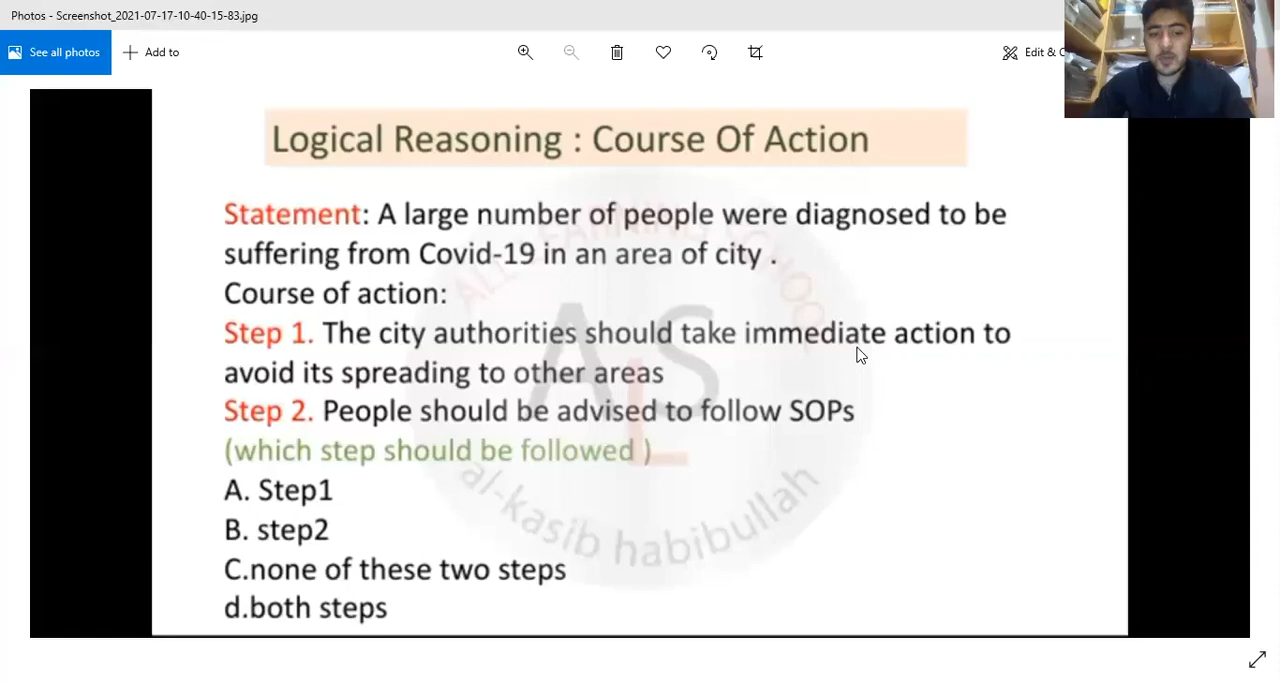 Photos - Screenshot_2021-07-17-10-40-15-83.jpg
See all photos
Add to
Edit & C
Logical Reasoning : Course Of Action
Statement: A large number of people were diagnosed to be
suffering from Covid-19 in an area of city .
Course of action:
Step 1. The city authorities should take immediate action to
avoid its spreading to other areas
Step 2. People should be advised to follow SOPs
(which step should be followed )
A. Step1
B. step2
C.none of these two steps
d.both steps
ALS
al-kasib habibullah